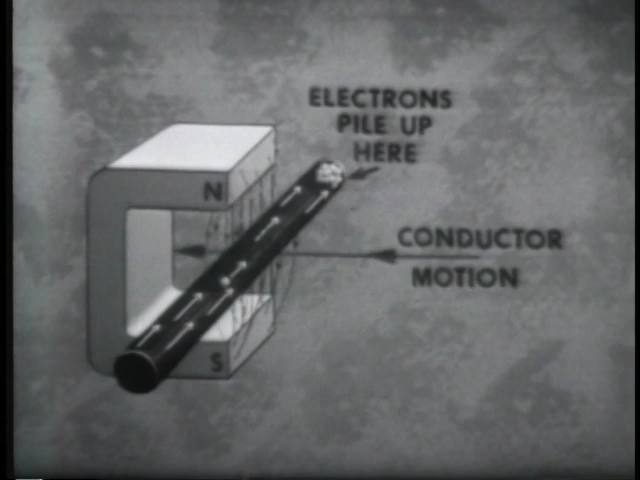 ELECTRONS
PILE UP
HERE
N
CONDUCTOR
MOTION
S